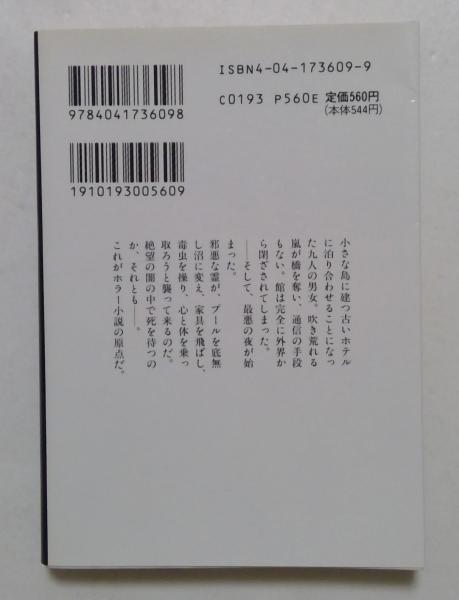 ISBN4-04-173609-9
C0193 P560E 定価560円
(本体544円)
9784041736098
1910193005609
小さな島に建つ古いホテル
に泊り合わせることになっ
た九人の男女。吹き荒れる
嵐が橋を奪い、通信の手段
もない。館は完全に外界か
ら閉ざされてしまった。
――そして、最悪の夜が始
まった。
邪悪な霊が、プールを底無
し沼に変え、家具を飛ばし、
毒虫を操り、心と体を乗っ
取ろうと襲って来るのだ。
絶望の闇の中で死を待つの
か、それとも――。
これがホラー小説の原点だ。